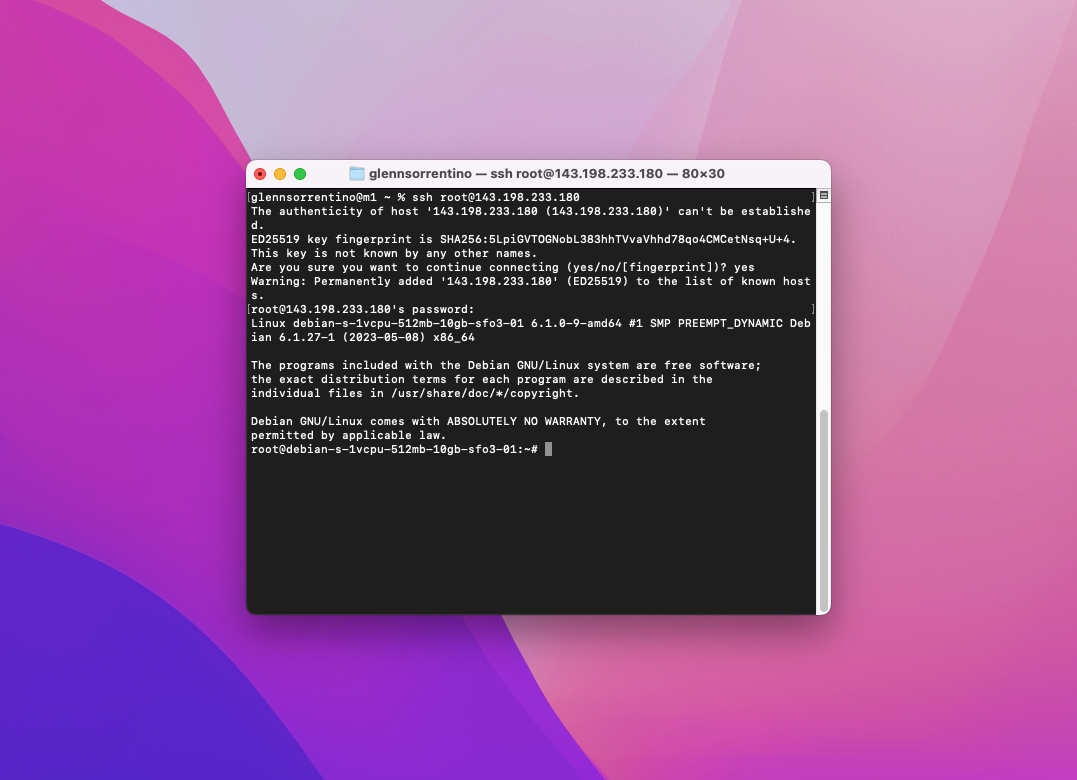 glennsorrentino — ssh root@143.198.233.180 — 80×30
[glennsorrentino@m1 ~ % ssh root@143.198.233.180 ]
The authenticity of host '143.198.233.180 (143.198.233.180)' can't be establishe
d.
ED25519 key fingerprint is SHA256:5LpiGVTOGNobL383hhTVvaVhhd78qo4CMCetNsq+U+4.
This key is not known by any other names.
Are you sure you want to continue connecting (yes/no/[fingerprint])? yes
Warning: Permanently added '143.198.233.180' (ED25519) to the list of known host
s.
[root@143.198.233.180's password: ]
Linux debian-s-1vcpu-512mb-10gb-sfo3-01 6.1.0-9-amd64 #1 SMP PREEMPT_DYNAMIC Deb
ian 6.1.27-1 (2023-05-08) x86_64
The programs included with the Debian GNU/Linux system are free software;
the exact distribution terms for each program are described in the
individual files in /usr/share/doc/*/copyright.
Debian GNU/Linux comes with ABSOLUTELY NO WARRANTY, to the extent
permitted by applicable law.
root@debian-s-1vcpu-512mb-10gb-sfo3-01:~#